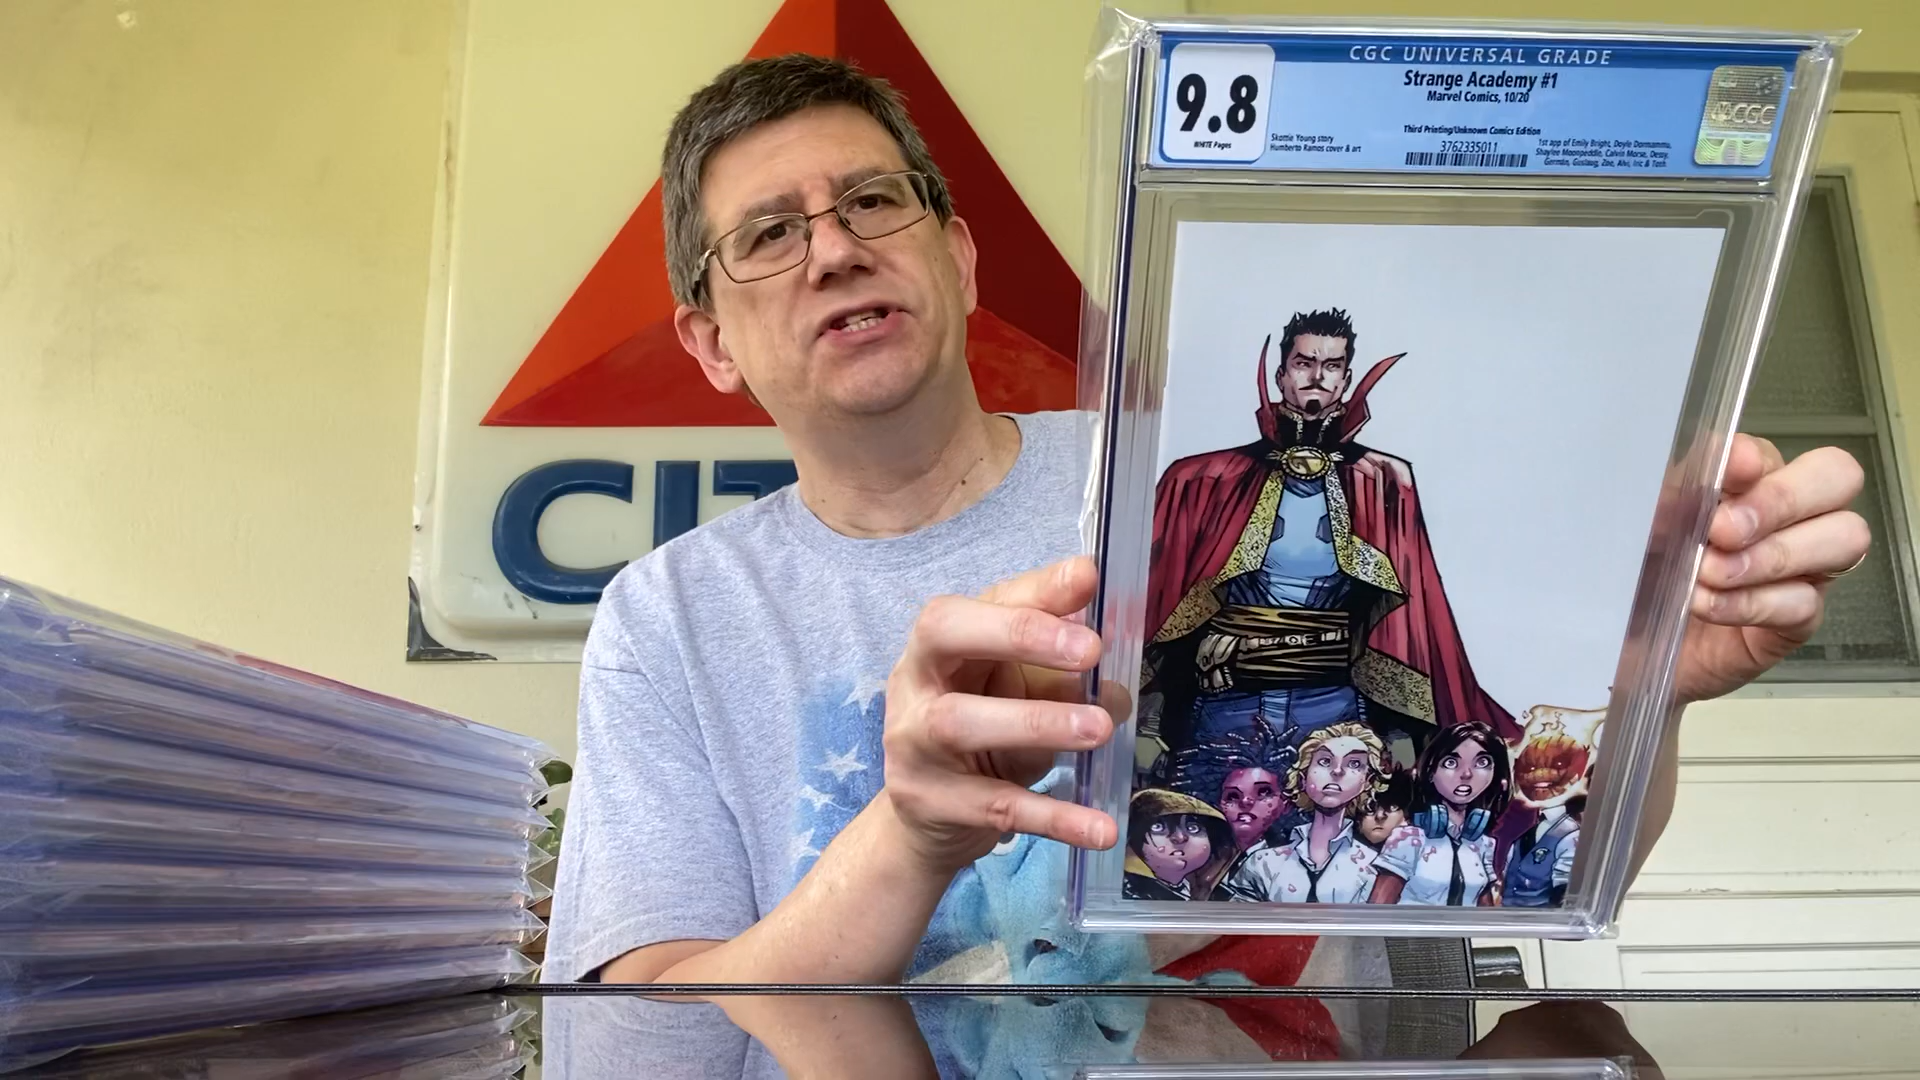 CGC UNIVERSAL GRADE
9.8
WHITE Pages
Strange Academy #1
Marvel Comics, 10/20
Third Printing/Unknown Comics Edition
Skottie Young story
Humberto Ramos cover & art
3762335011
1st app of Emily Bright, Doyle Dormammu,
Shaylee Moonpeddle, Calvin Morse, Dessy,
Germán, Guslaug, Zoe, Alvi, Iric & Toth.
CGC
CIT